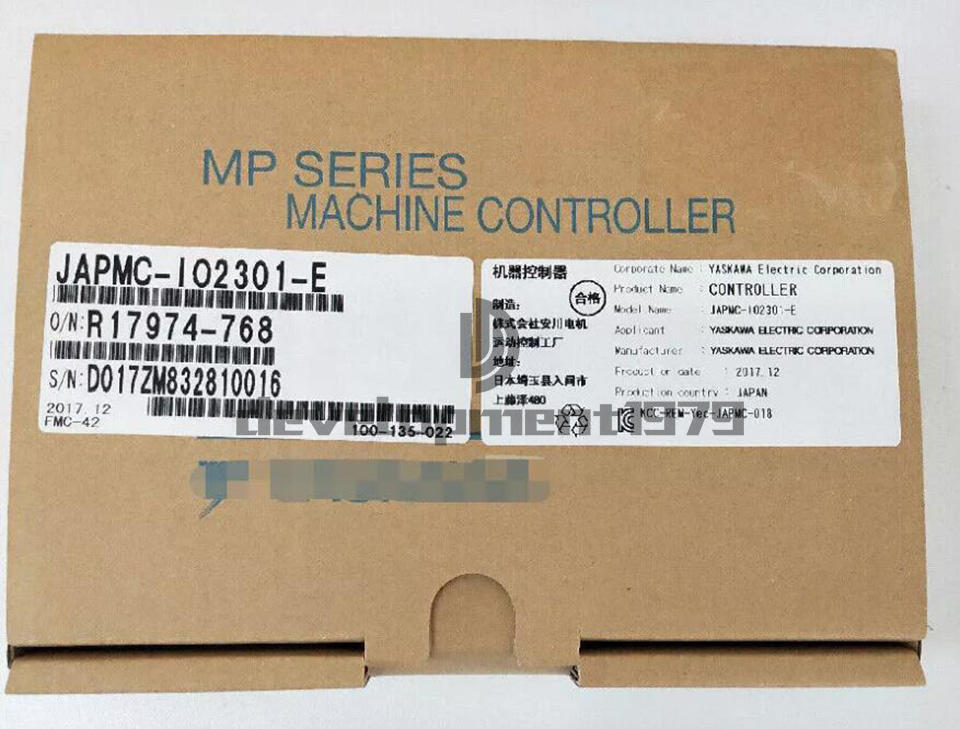 MP SERIES
MACHINE CONTROLLER
JAPMC-IO2301-E
O/N:R17974-768
S/N:D017ZM832810016
2017.12
FMC-42
100-135-022
机器控制器
合格
制造:
株式会社安川电机
运动控制工厂
地址:
日本埼玉县入间市
上藤泽480
Corporate Name : YASKAWA Electric Corporation
Product Name : CONTROLLER
Model Name : JAPMC-IO2301-E
Applicant : YASKAWA ELECTRIC CORPORATION
Manufacturer : YASKAWA ELECTRIC CORPORATION
Production date : 2017.12
Production country : JAPAN
KCC-REM-Yec-JAPMC-018
development1979